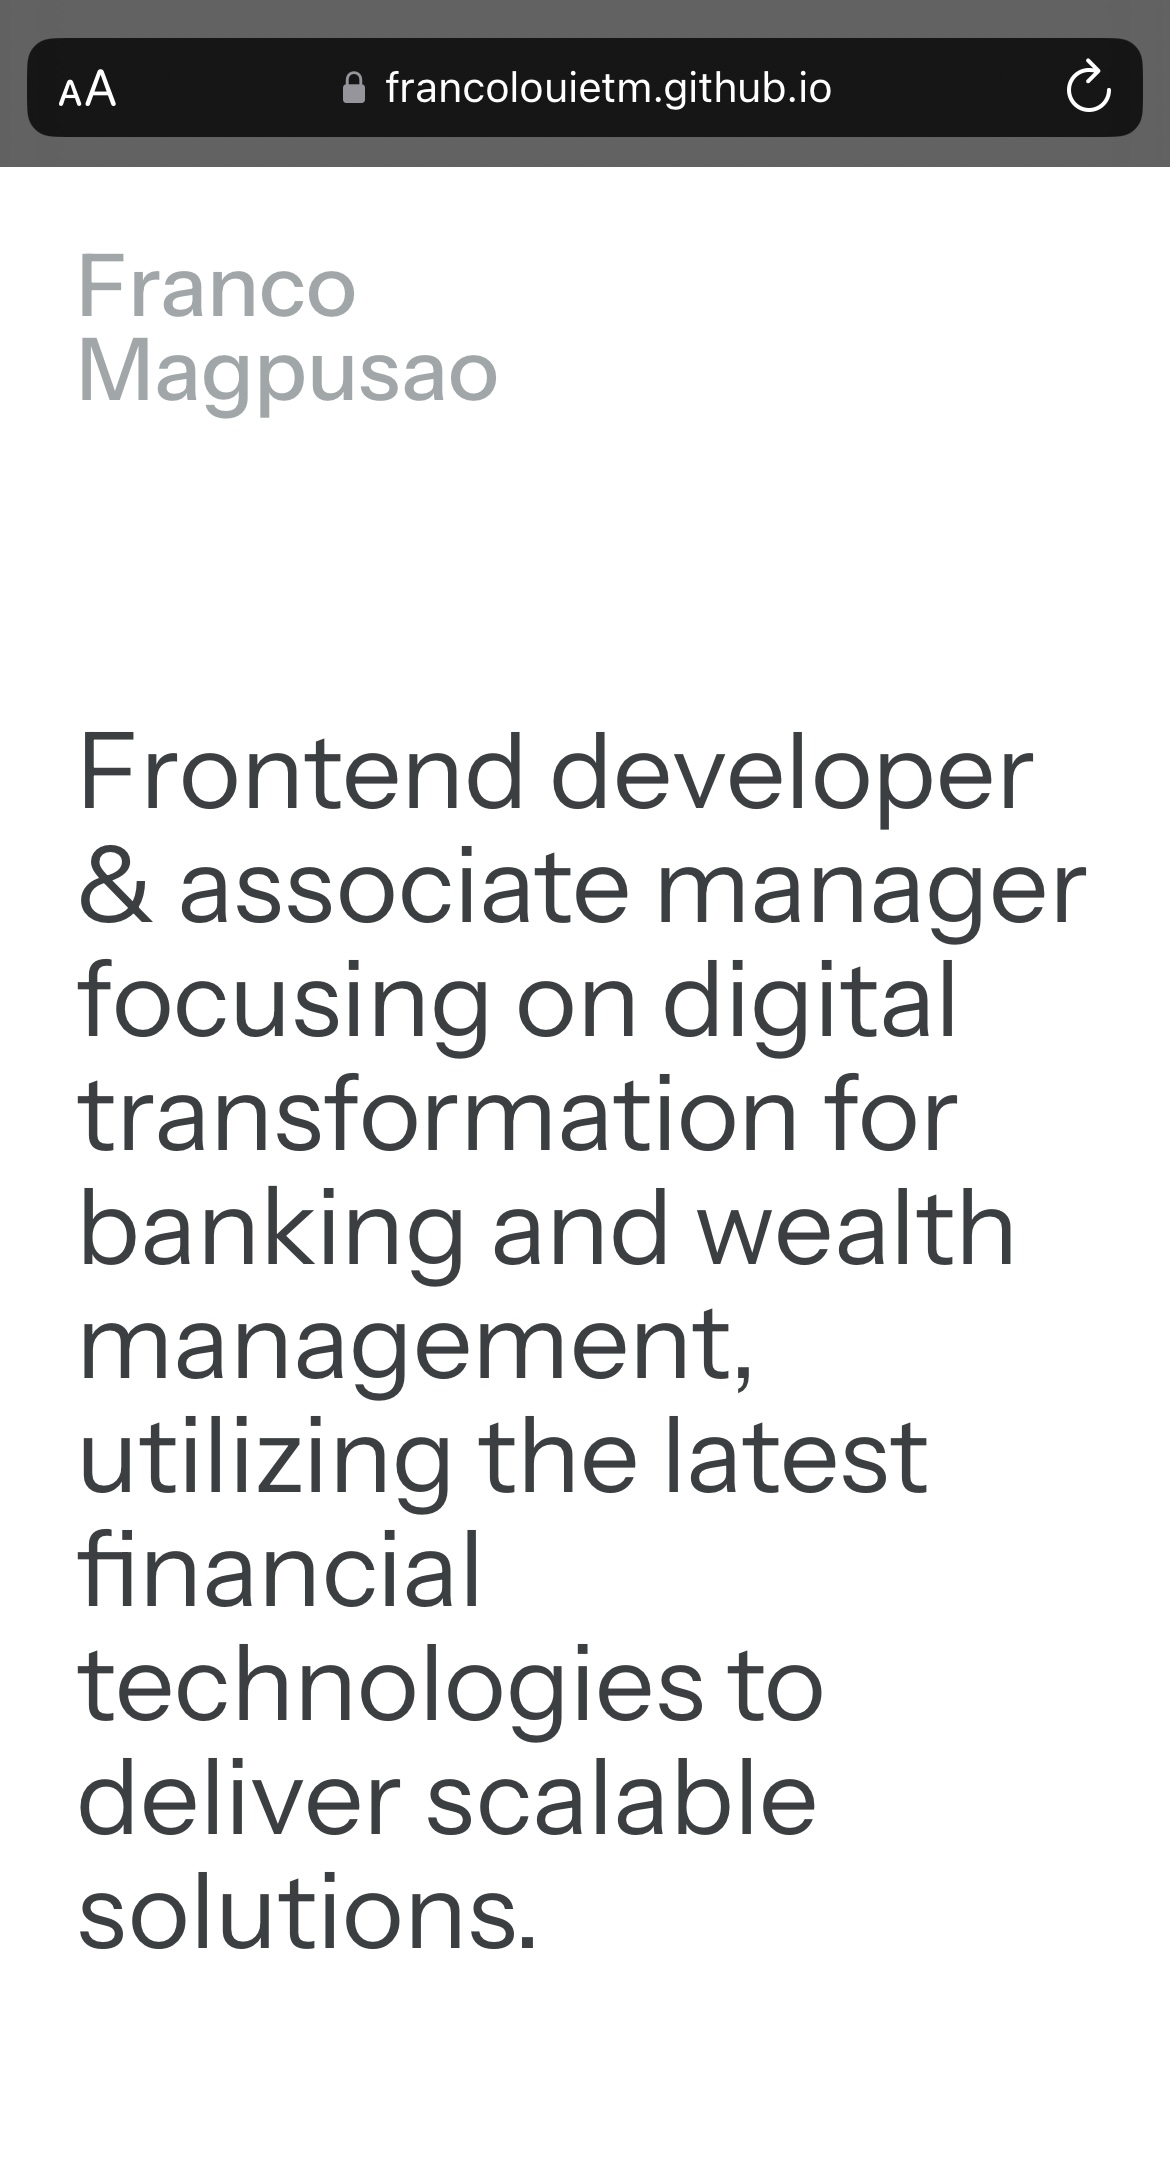 AA francolouietm.github.io
Franco
Magpusao
Frontend developer
& associate manager
focusing on digital
transformation for
banking and wealth
management,
utilizing the latest
financial
technologies to
deliver scalable
solutions.